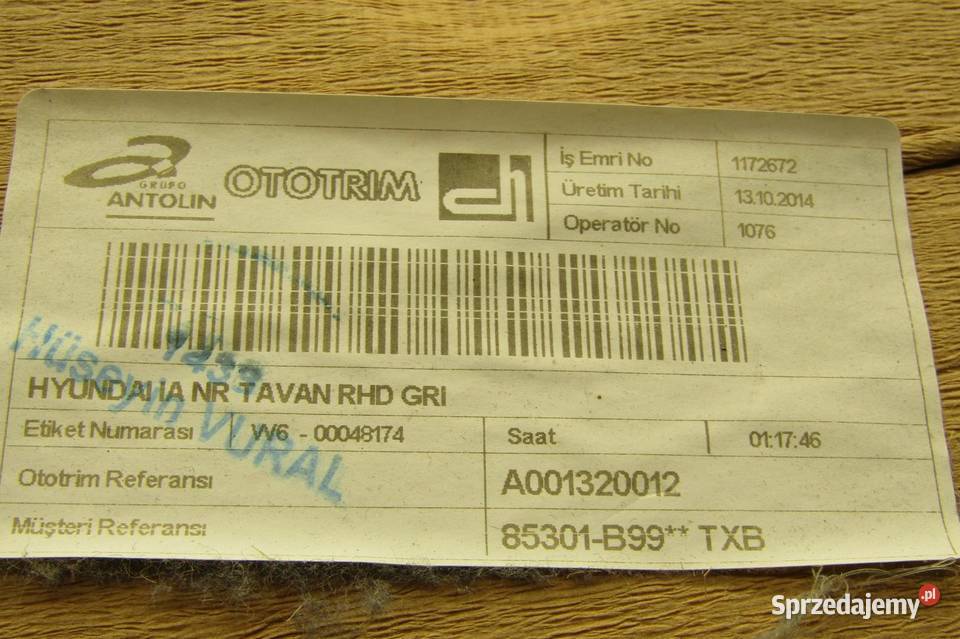 GRUPO
ANTOLIN
OTOTRIM
İş Emri No 1172672
Üretim Tarihi 13.10.2014
Operatör No 1076
1433
Hüseyin VURAL
HYUNDAI IA NR TAVAN RHD GRI
Etiket Numarası W6 - 00048174 Saat 01:17:46
Ototrim Referansı A001320012
Müşteri Referansı 85301-B99** TXB
Sprzedajemy.pl